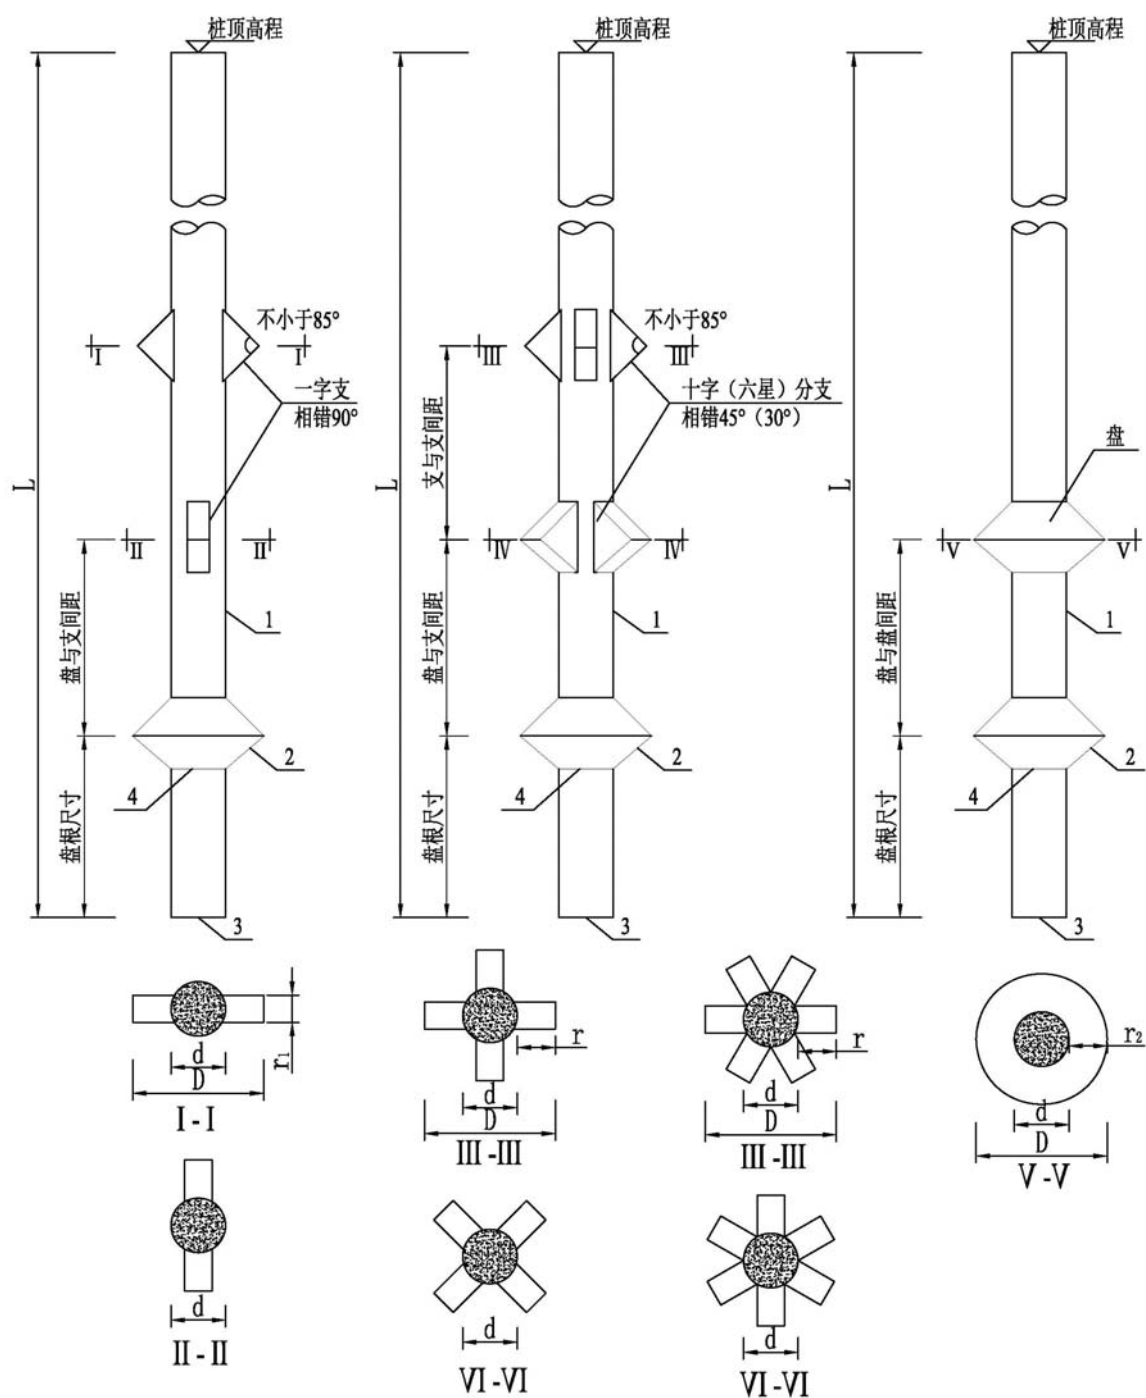 桩顶高程
桩顶高程
桩顶高程
不小于85°
不小于85°
I
I
III
III
一字支
相错90°
十字（六星）分支
相错45°（30°）
支与支间距
盘
L
L
L
II
II
IV
IV
V
V
1
1
1
盘与支间距
盘与支间距
盘与盘间距
2
2
2
4
4
4
盘根尺寸
盘根尺寸
盘根尺寸
3
3
3
r1
d
D
I-I
r
d
D
III-III
r
d
D
III-III
r2
d
D
V-V
d
II-II
d
VI-VI
d
VI-VI